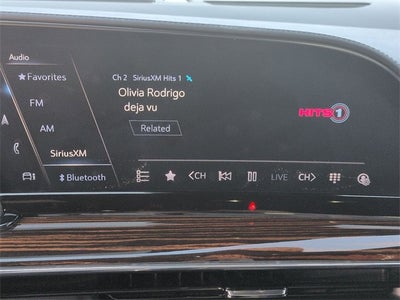 Audio
★Favorites
FM
AM
SiriusXM
Bluetooth
Ch 2 SiriusXM Hits 1
Olivia Rodrigo
deja vu
Related
HITS1
<CH
LIVE
CH>